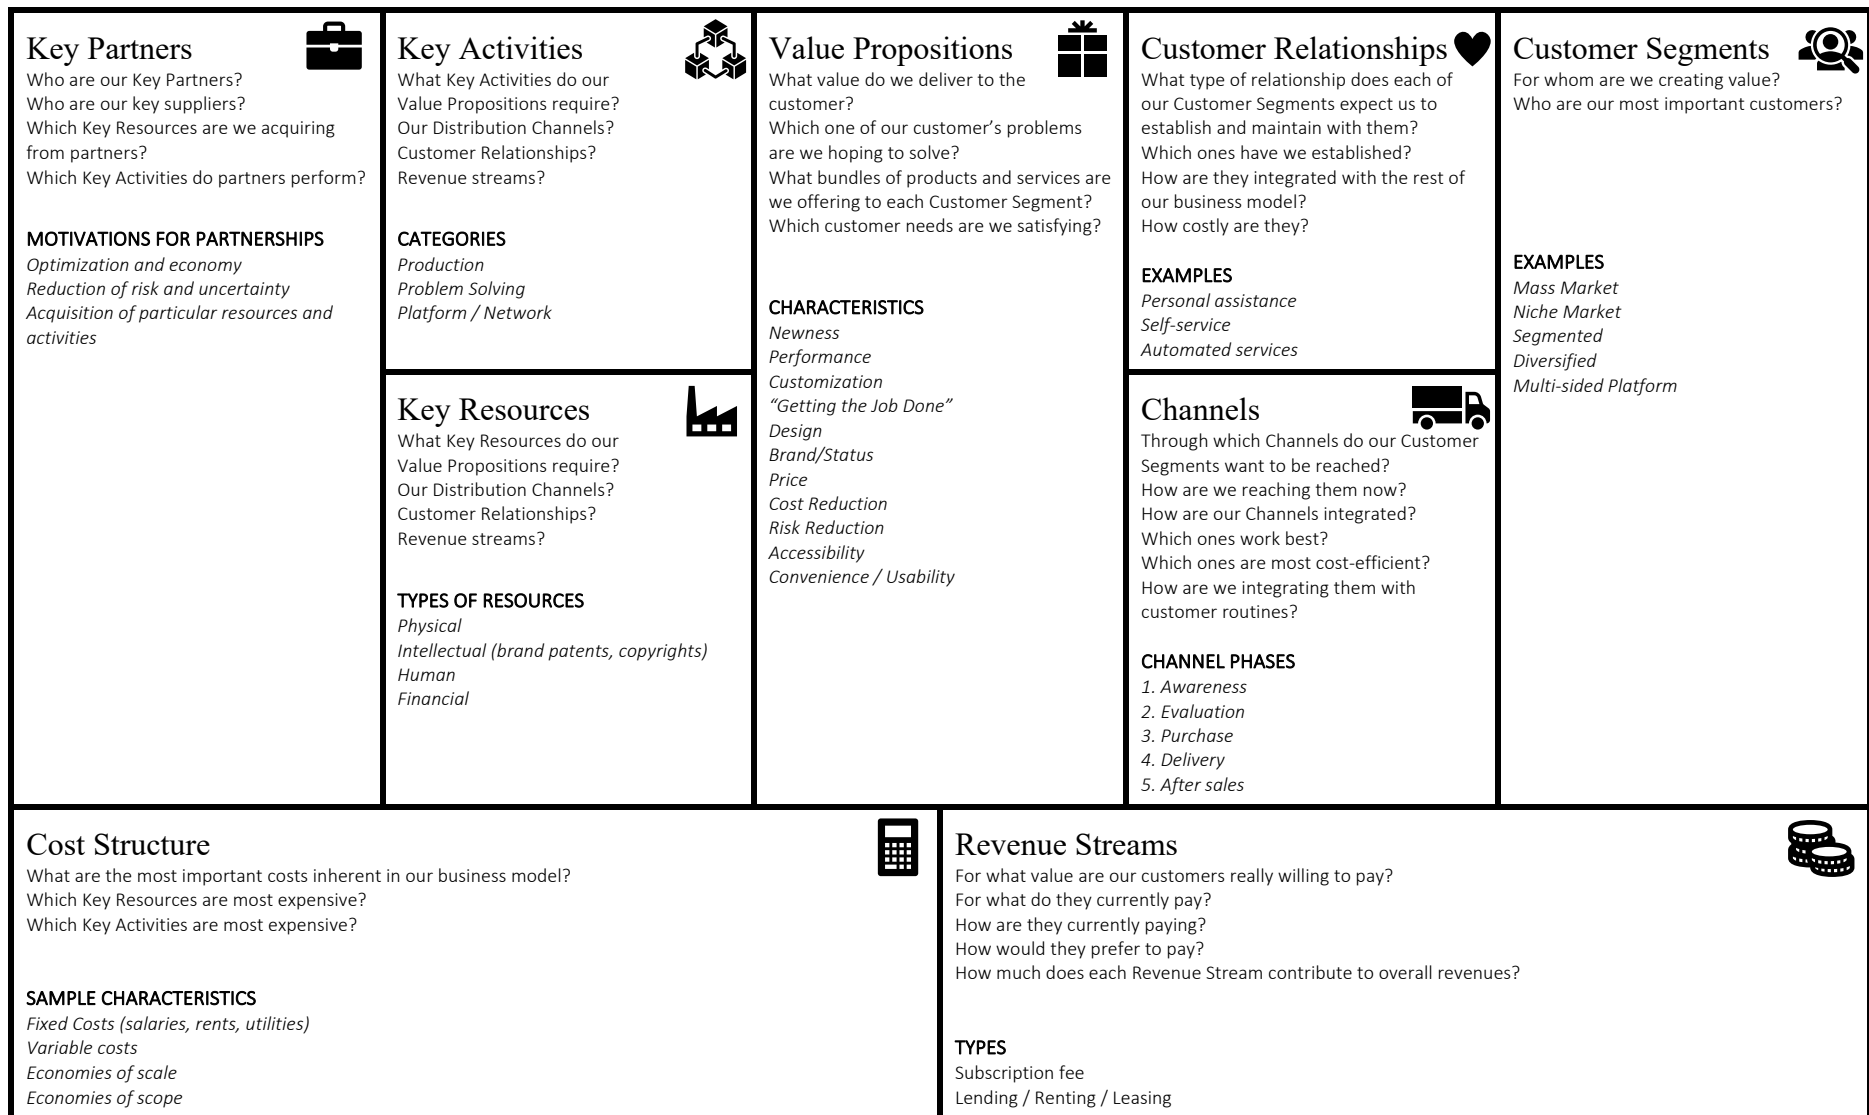 Key Partners
Who are our Key Partners?
Who are our key suppliers?
Which Key Resources are we acquiring
from partners?
Which Key Activities do partners perform?
MOTIVATIONS FOR PARTNERSHIPS
Optimization and economy
Reduction of risk and uncertainty
Acquisition of particular resources and
activities
Key Activities
What Key Activities do our
Value Propositions require?
Our Distribution Channels?
Customer Relationships?
Revenue streams?
CATEGORIES
Production
Problem Solving
Platform / Network
Key Resources
What Key Resources do our
Value Propositions require?
Our Distribution Channels?
Customer Relationships?
Revenue streams?
TYPES OF RESOURCES
Physical
Intellectual (brand patents, copyrights)
Human
Financial
Value Propositions
What value do we deliver to the
customer?
Which one of our customer’s problems
are we hoping to solve?
What bundles of products and services are
we offering to each Customer Segment?
Which customer needs are we satisfying?
CHARACTERISTICS
Newness
Performance
Customization
“Getting the Job Done”
Design
Brand/Status
Price
Cost Reduction
Risk Reduction
Accessibility
Convenience / Usability
Customer Relationships
What type of relationship does each of
our Customer Segments expect us to
establish and maintain with them?
Which ones have we established?
How are they integrated with the rest of
our business model?
How costly are they?
EXAMPLES
Personal assistance
Self-service
Automated services
Channels
Through which Channels do our Customer
Segments want to be reached?
How are we reaching them now?
How are our Channels integrated?
Which ones work best?
Which ones are most cost-efficient?
How are we integrating them with
customer routines?
CHANNEL PHASES
1. Awareness
2. Evaluation
3. Purchase
4. Delivery
5. After sales
Customer Segments
For whom are we creating value?
Who are our most important customers?
EXAMPLES
Mass Market
Niche Market
Segmented
Diversified
Multi-sided Platform
Cost Structure
What are the most important costs inherent in our business model?
Which Key Resources are most expensive?
Which Key Activities are most expensive?
SAMPLE CHARACTERISTICS
Fixed Costs (salaries, rents, utilities)
Variable costs
Economies of scale
Economies of scope
Revenue Streams
For what value are our customers really willing to pay?
For what do they currently pay?
How are they currently paying?
How would they prefer to pay?
How much does each Revenue Stream contribute to overall revenues?
TYPES
Subscription fee
Lending / Renting / Leasing